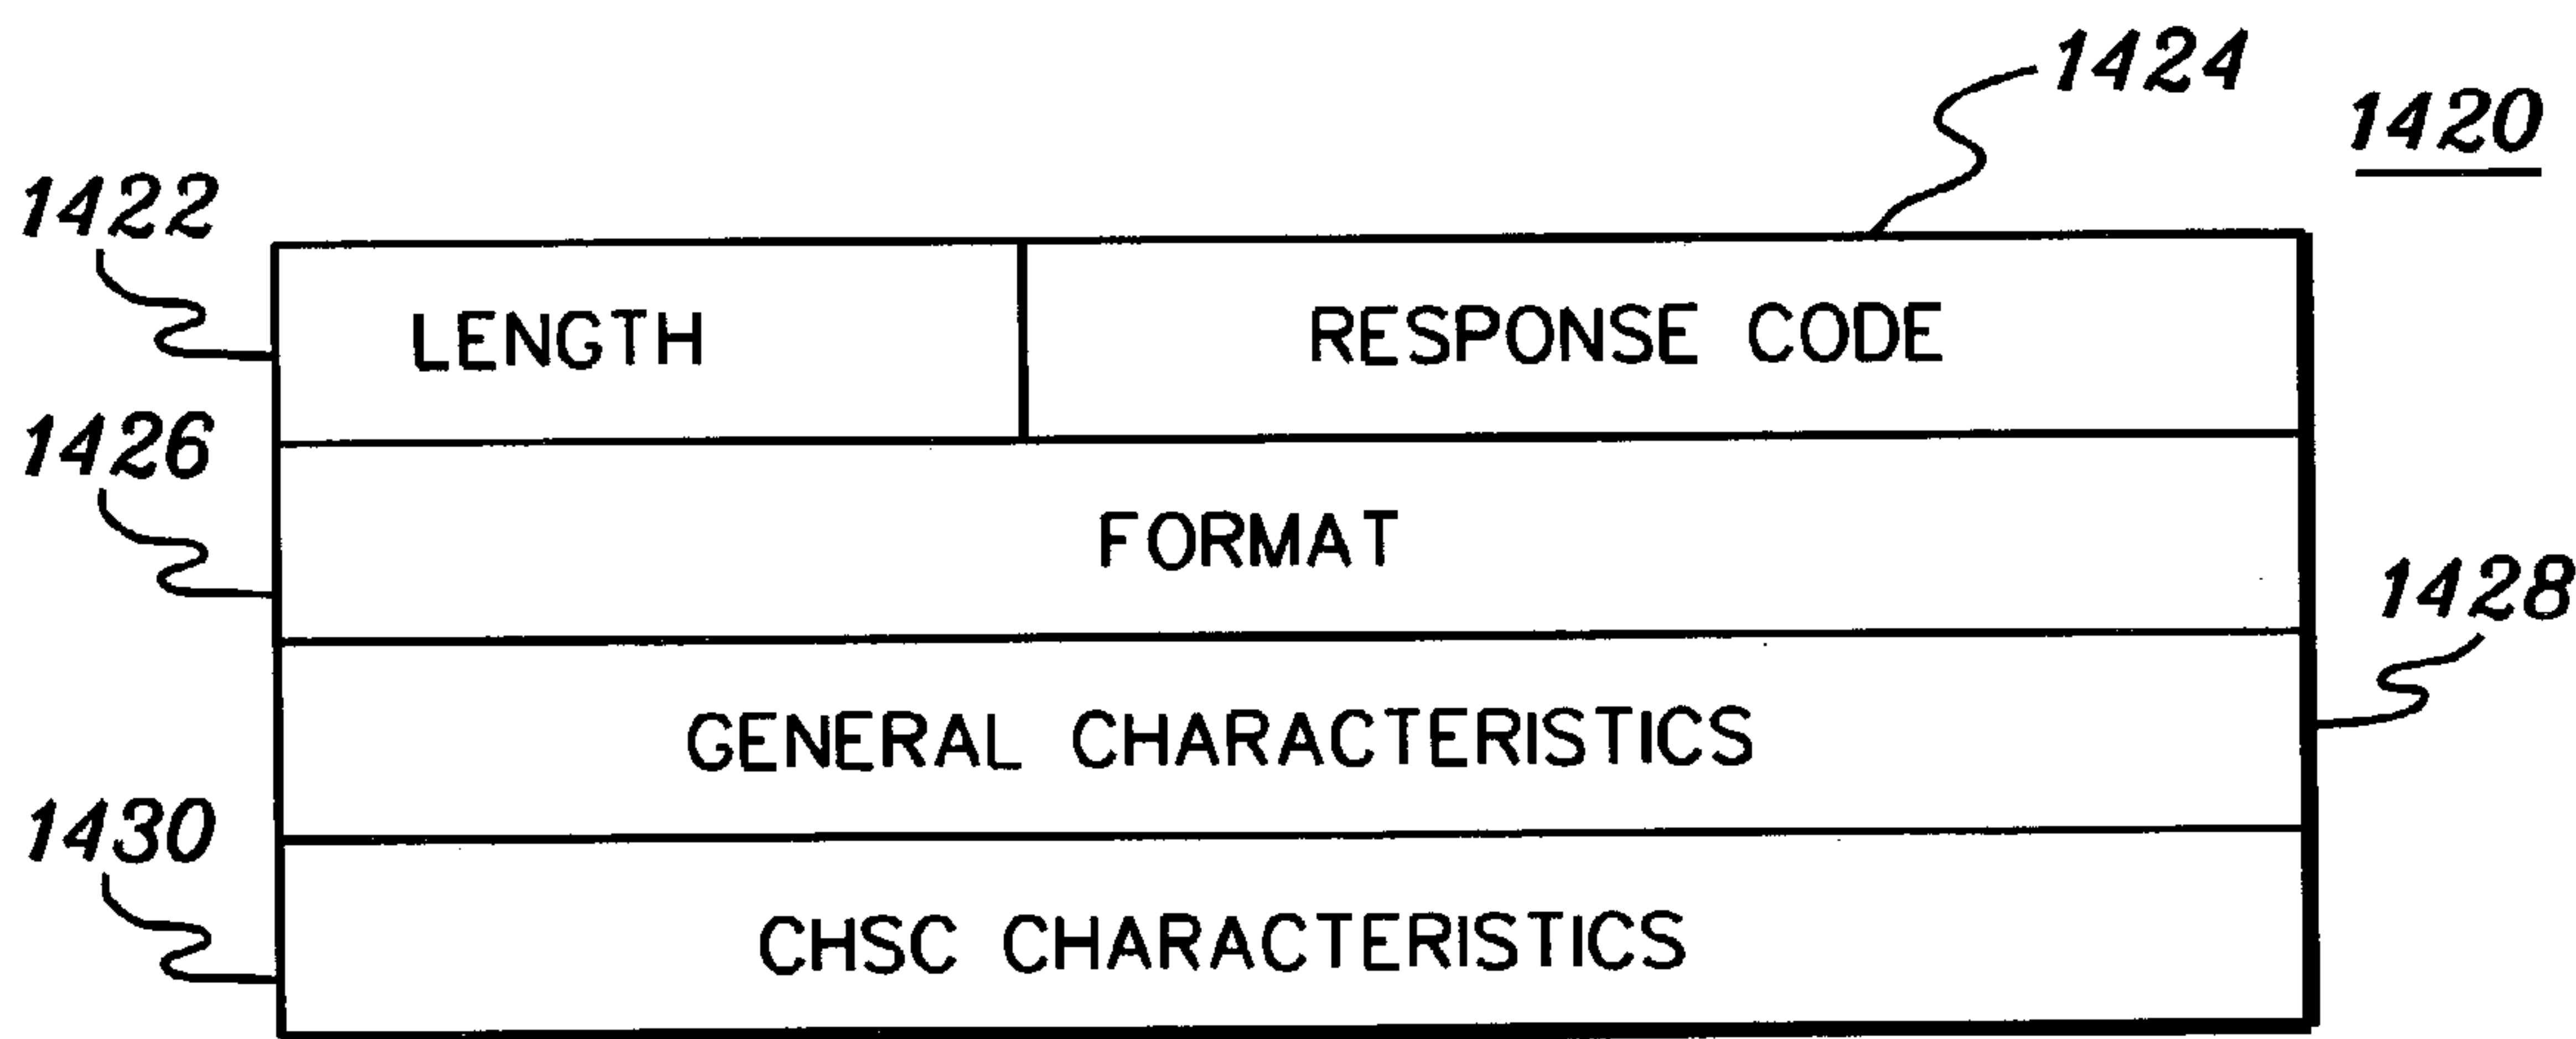 1424
1420
1422
LENGTH RESPONSE CODE
1426
FORMAT
1428
GENERAL CHARACTERISTICS
1430
CHSC CHARACTERISTICS